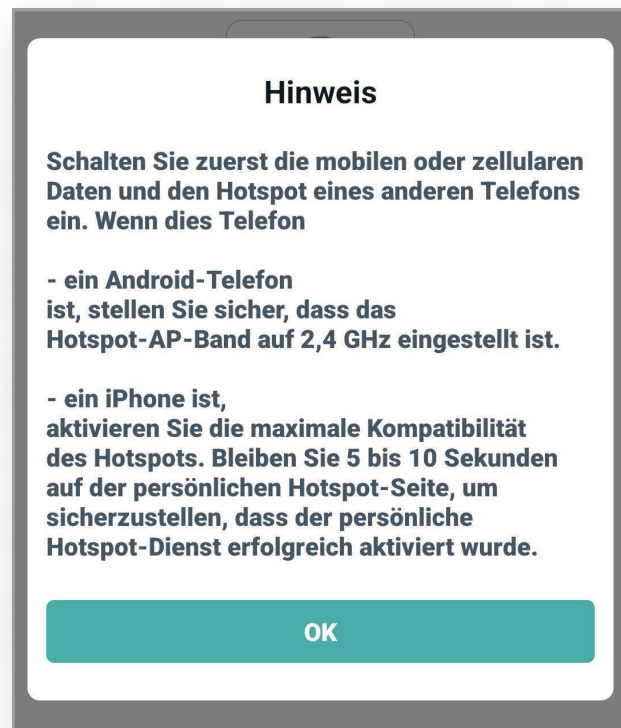 Hinweis
Schalten Sie zuerst die mobilen oder zellularen
Daten und den Hotspot eines anderen Telefons
ein. Wenn dies Telefon
- ein Android-Telefon
ist, stellen Sie sicher, dass das
Hotspot-AP-Band auf 2,4 GHz eingestellt ist.
- ein iPhone ist,
aktivieren Sie die maximale Kompatibilität
des Hotspots. Bleiben Sie 5 bis 10 Sekunden
auf der persönlichen Hotspot-Seite, um
sicherzustellen, dass der persönliche
Hotspot-Dienst erfolgreich aktiviert wurde.
OK